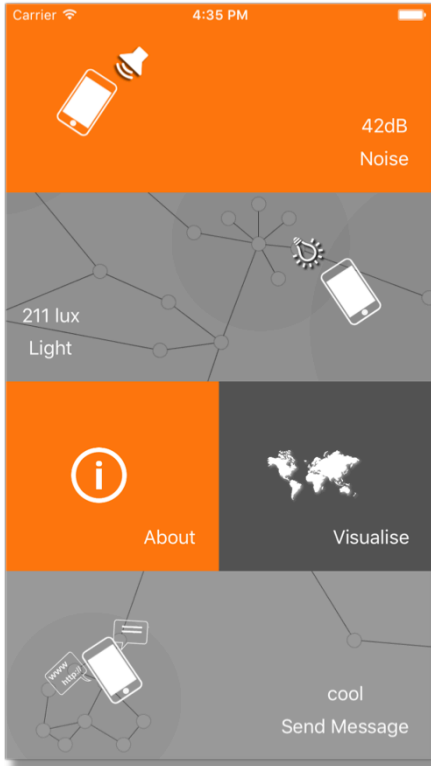 Carrier 4:35 PM
42dB
Noise
211 lux
Light
i
About
Visualise
www
http://
cool
Send Message